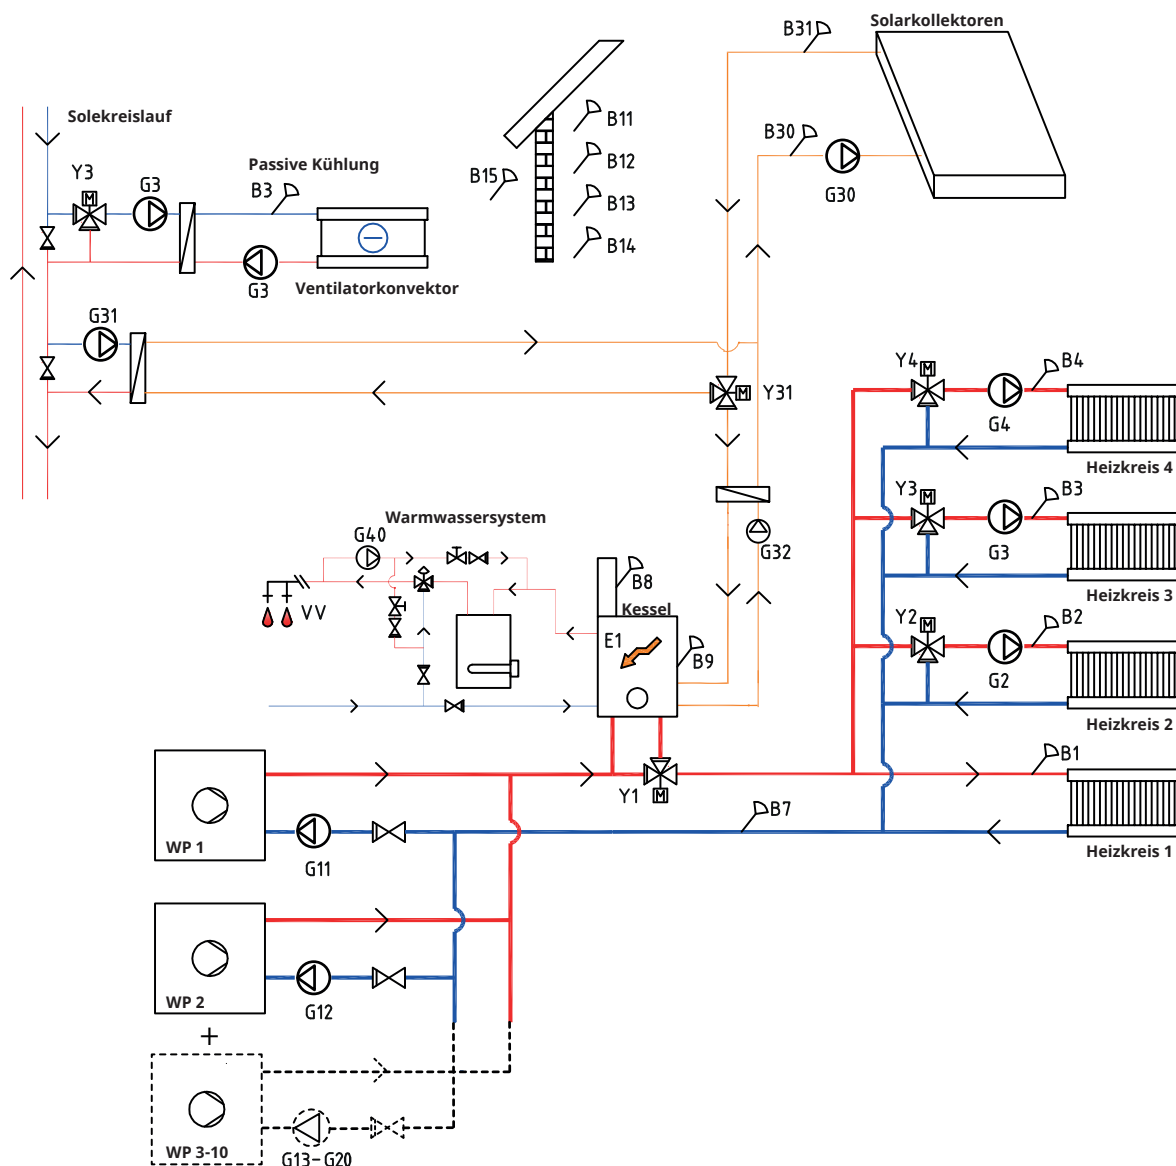 Solarkollektoren
B31
Solekreislauf
B11
B30
Passive Kühlung
B12
Y3
G3
B3
B15
G30
B13
B14
G3
Ventilatorkonvektor
G31
Y4
B4
M
Y31
G4
Heizkreis 4
Y3
B3
Warmwassersystem
G40
G3
G32
B8
Heizkreis 3
Kessel
VV
Y2
B2
E1
B9
G2
Heizkreis 2
B1
Y1
M
B7
WP 1
G11
Heizkreis 1
WP 2
G12
+
WP 3-10
G13-G20
M
M
M
M